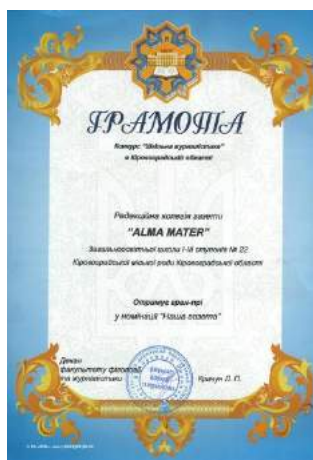 ГРАМОТА
Конкурс "Шкільна журналістика"
в Кіровоградській області
Редакційна колегія газети
"ALMA MATER"
Загальноосвітньої школи І-ІІІ ступенів № 22
Кіровоградської міської ради Кіровоградської області
Отримує гран-прі
у номінації "Наша газета"
Декан
факультету філології
та журналістики
Л. П.